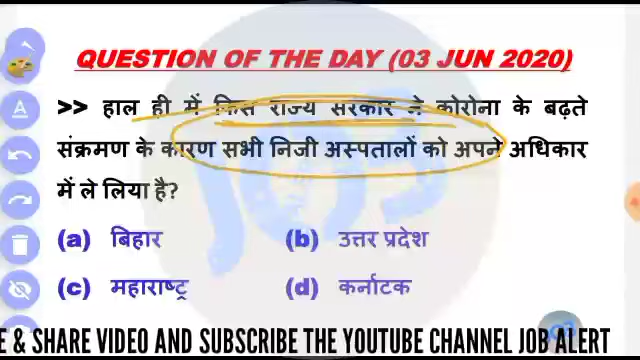 QUESTION OF THE DAY (03 JUN 2020)
>> हाल ही में किस राज्य सरकार ने कोरोना के बढ़ते
संक्रमण के कारण सभी निजी अस्पतालों को अपने अधिकार
में ले लिया है?
(a) बिहार (b) उत्तर प्रदेश
(c) महाराष्ट्र (d) कर्नाटक
E & SHARE VIDEO AND SUBSCRIBE THE YOUTUBE CHANNEL JOB ALERT